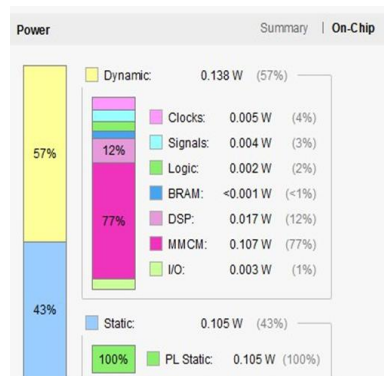 Power Summary | On-Chip
Dynamic: 0.138 W (57%)
Clocks: 0.005 W (4%)
Signals: 0.004 W (3%)
Logic: 0.002 W (2%)
12%
BRAM: <0.001 W (<1%)
57%
DSP: 0.017 W (12%)
77%
MMCM: 0.107 W (77%)
I/O: 0.003 W (1%)
43%
Static: 0.105 W (43%)
100% PL Static: 0.105 W (100%)